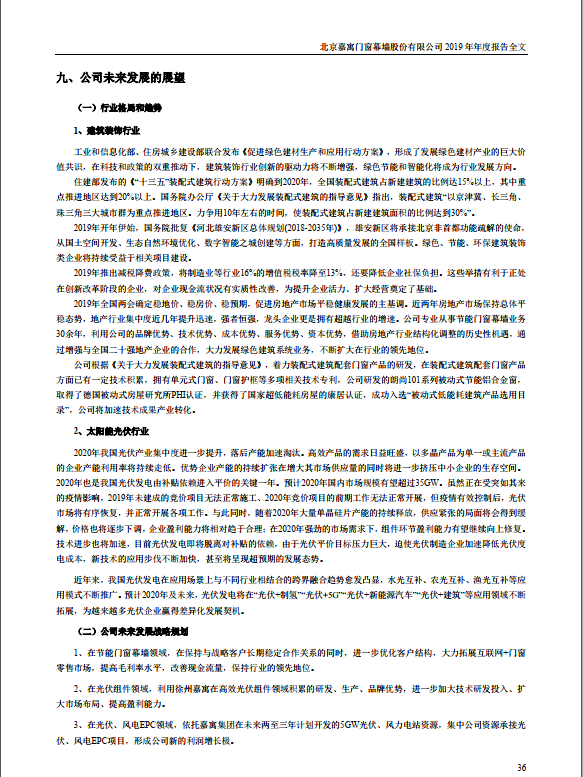 北京嘉寓门窗幕墙股份有限公司 2019 年年度报告全文
九、公司未来发展的展望
（一）行业格局和趋势
1、建筑装饰行业
工业和信息化部、住房城乡建设部联合发布《促进绿色建材生产和应用行动方案》，形成了发展绿色建材产业的巨大价
值共识，在科技和政策的双重推动下，建筑装饰行业创新的驱动力将不断增强，绿色节能和智能化将成为行业发展方向。
住建部发布的《“十三五”装配式建筑行动方案》明确到2020年，全国装配式建筑占新建建筑的比例达15%以上，其中重
点推进地区达到20%以上。国务院办公厅《关于大力发展装配式建筑的指导意见》指出，装配式建筑“以京津冀、长三角、
珠三角三大城市群为重点推进地区。力争用10年左右的时间，使装配式建筑占新建建筑面积的比例达到30%”。
2019年开年伊始，国务院批复《河北雄安新区总体规划(2018-2035年)》，雄安新区将承接北京非首都功能疏解的使命，
从国土空间开发、生态自然环境优化、数字智能之城创建等方面，打造高质量发展的全国样板。绿色、节能、环保建筑装饰
类企业将持续受益于相关项目建设。
2019年推出减税降费政策，将制造业等行业16%的增值税税率降至13%，还要降低企业社保负担。这些举措有利于正处
在创新改革阶段的企业，对企业现金流状况有实质性改善，为提升企业活力、扩大经营奠定了基础。
2019年全国两会确定稳地价、稳房价、稳预期，促进房地产市场平稳健康发展的主基调。近两年房地产市场保持总体平
稳态势，地产行业集中度近几年提升迅速，强者恒强，龙头企业更是拥有超越行业的增速。公司专业从事节能门窗幕墙业务
30余年，利用公司的品牌优势、技术优势、成本优势、服务优势、资本优势，借助房地产行业结构化调整的历史性机遇，通
过增强与全国二十强地产企业的合作，大力发展绿色建筑系统业务，不断扩大在行业的领先地位。
公司根据《关于大力发展装配式建筑的指导意见》，着力装配式建筑配套门窗产品的研发，在装配式建筑配套门窗产品
方面已有一定技术积累，拥有单元式门窗、门窗护框等多项相关技术专利，公司研发的朗尚101系列被动式节能铝合金窗，
取得了德国被动式房屋研究所PHI认证，并获得了国家超低能耗房屋的康居认证，成功入选“被动式低能耗建筑产品选用目
录”，公司将加速技术成果产业转化。
2、太阳能光伏行业
2020年我国光伏产业集中度进一步提升，落后产能加速淘汰。高效产品的需求日益旺盛，以多晶产品为单一或主流产品
的企业产能利用率将持续走低。优势企业产能的持续扩张在增大其市场供应量的同时将进一步挤压中小企业的生存空间。
2020年也是我国光伏发电由补贴依赖进入平价的关键一年。预计2020年国内市场规模有望超过35GW。虽然正在受突如其来
的疫情影响，2019年未建成的竞价项目无法正常施工、2020年竞价项目的前期工作无法正常开展，但疫情有效控制后，光伏
市场将有序恢复，并正常开展各项工作。与此同时，随着2020年大量单晶硅片产能的持续释放，供应紧张的局面将会得到缓
解，价格也将逐步下调，企业盈利能力将相对趋于合理；在2020年强劲的市场需求下，组件环节盈利能力有望继续向上修复。
技术进步也将加速，目前光伏发电即将脱离对补贴的依赖，由于光伏平价目标压力巨大，迫使光伏制造企业加速降低光伏度
电成本，新技术的应用步伐不断加快，甚至将呈现超预期的发展态势。
近年来，我国光伏发电在应用场景上与不同行业相结合的跨界融合趋势愈发凸显，水光互补、农光互补、渔光互补等应
用模式不断推广。预计2020年及未来，光伏发电将在“光伏+制氢”“光伏+5G”“光伏+新能源汽车”“光伏+建筑”等应用领域不断
拓展，为越来越多光伏企业赢得差异化发展契机。
（二）公司未来发展战略规划
1、在节能门窗幕墙领域，在保持与战略客户长期稳定合作关系的同时，进一步优化客户结构，大力拓展互联网+门窗
零售市场，提高毛利率水平，改善现金流量，保持行业的领先地位。
2、在光伏组件领域，利用徐州嘉寓在高效光伏组件领域积累的研发、生产、品牌优势，进一步加大技术研发投入、扩
大市场布局、提高盈利能力。
3、在光伏、风电EPC领域，依托嘉寓集团在未来两至三年计划开发的5GW光伏、风力电站资源，集中公司资源承接光
伏、风电EPC项目，形成公司新的利润增长极。
36